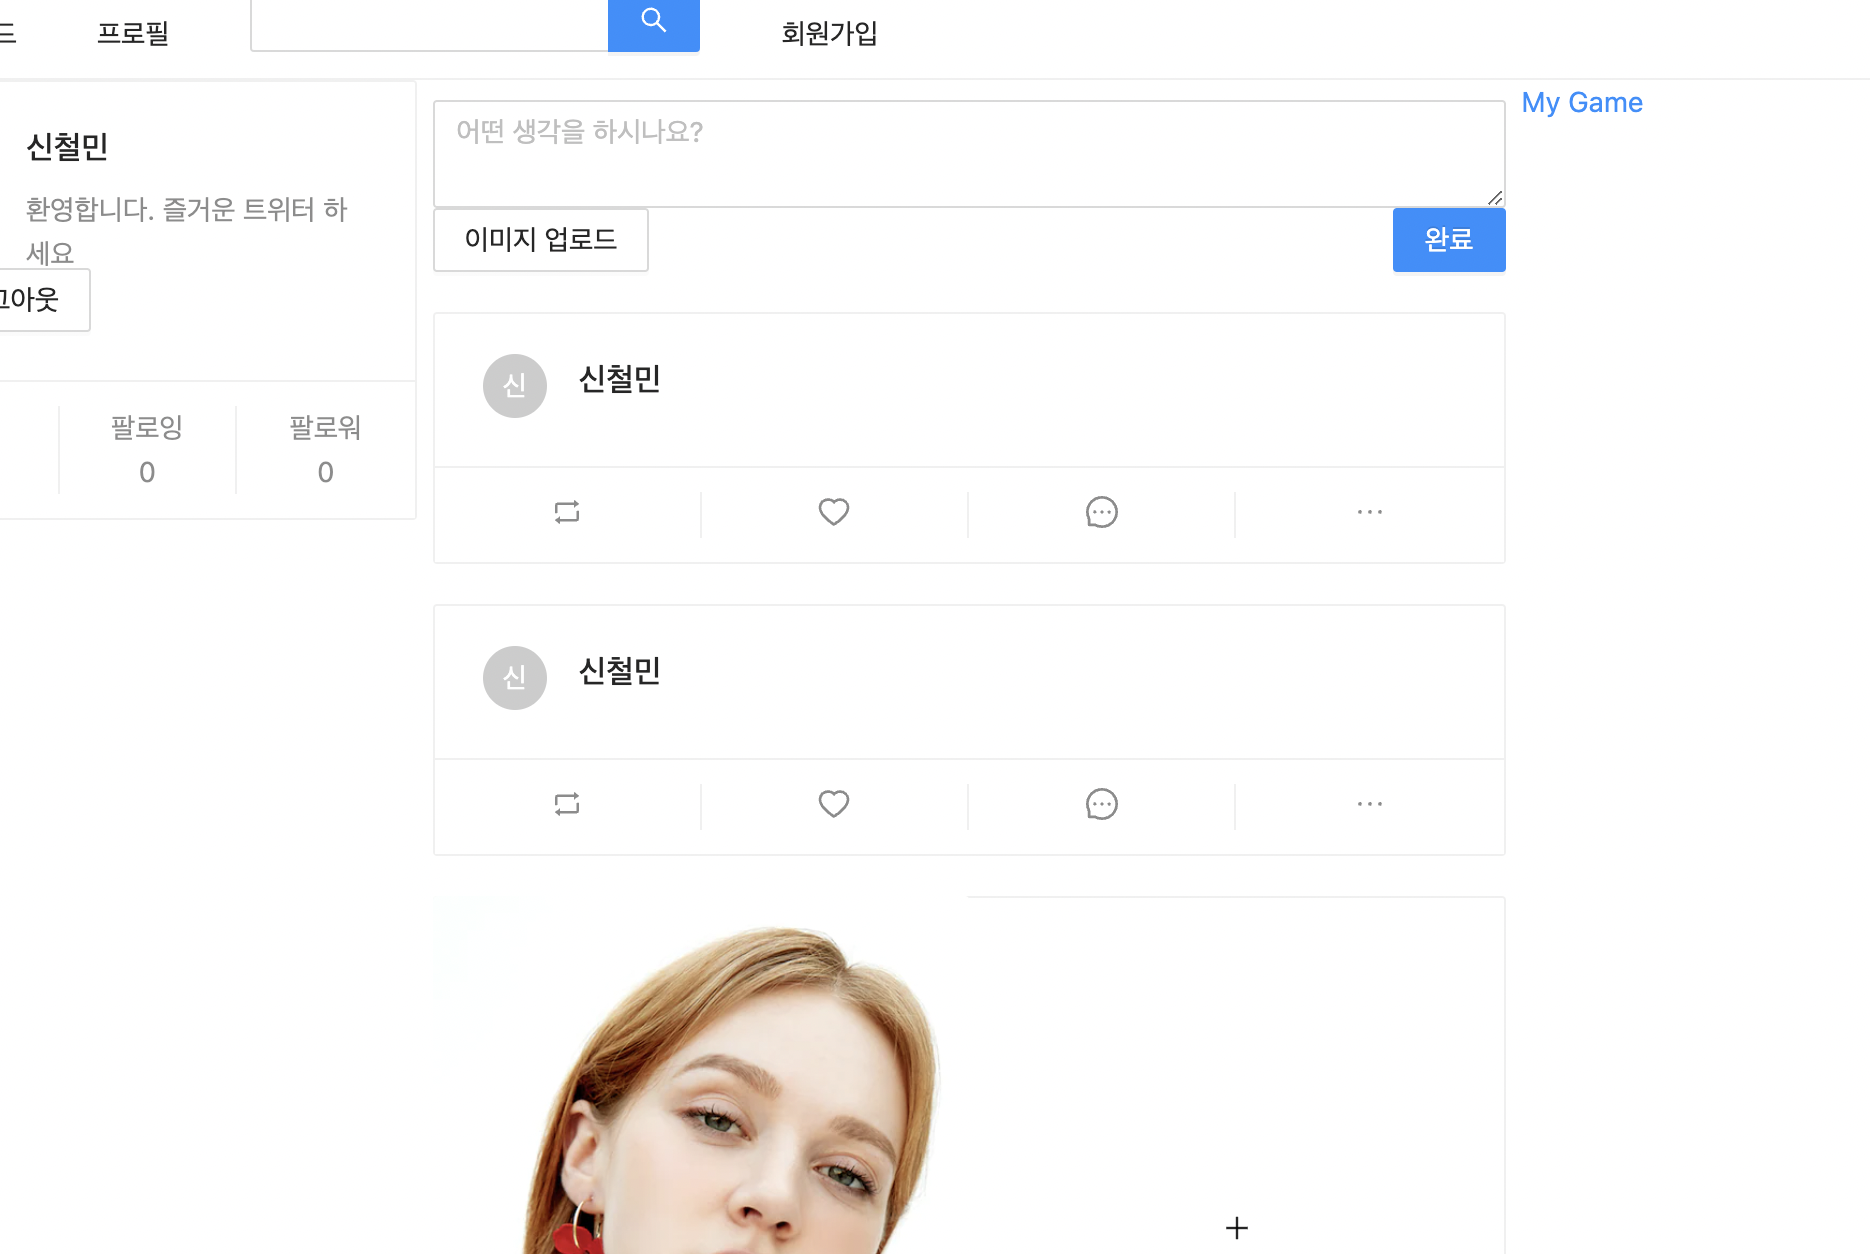 프로필
회원가입
신철민
환영합니다. 즐거운 트위터 하
세요
그아웃
팔로잉
0
팔로워
0
어떤 생각을 하시나요?
이미지 업로드
완료
My Game
신
신철민
신
신철민